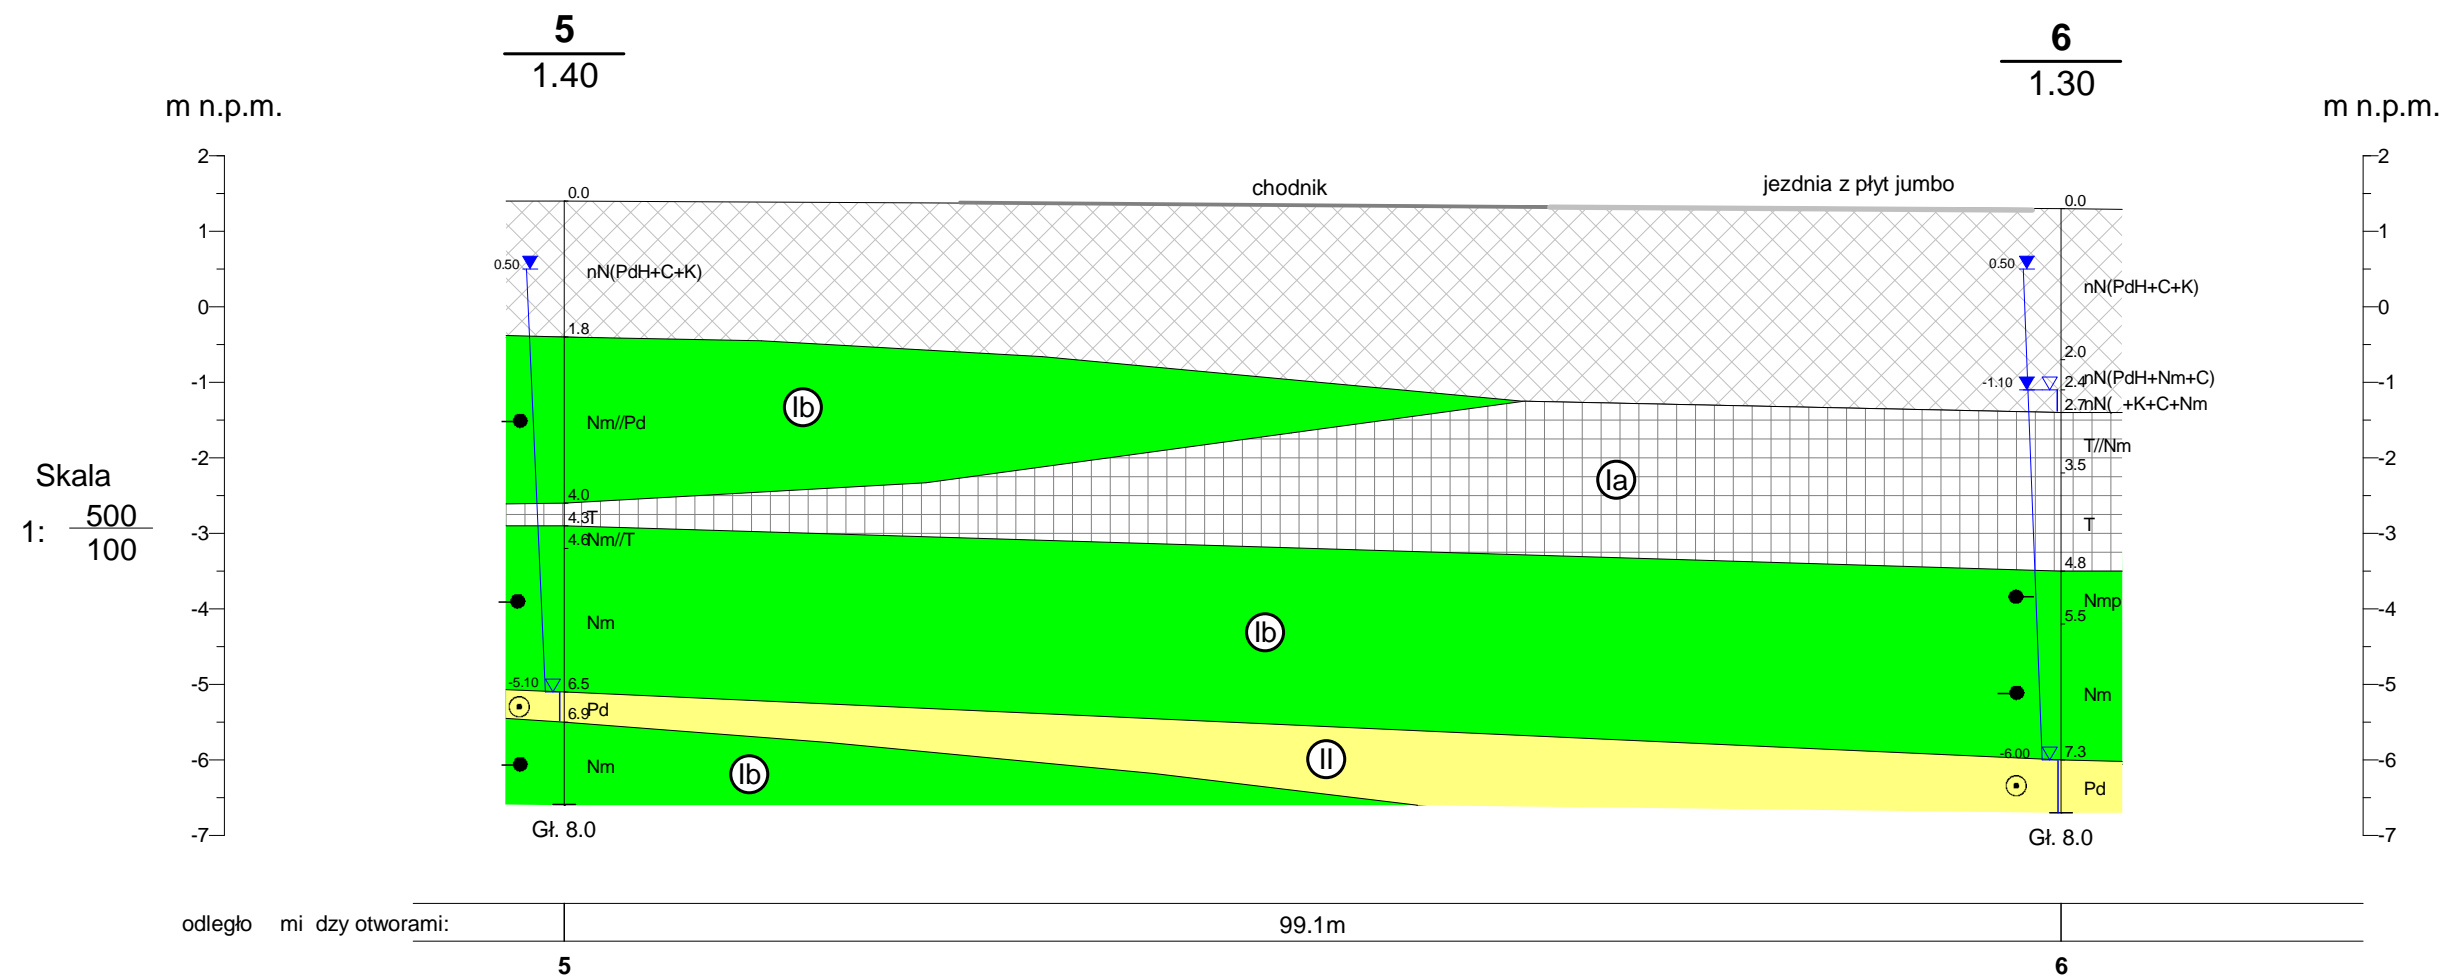 5
1.40
6
1.30
m n.p.m.
m n.p.m.
2
1
0
-1
-2
-3
-4
-5
-6
-7
2
1
0
-1
-2
-3
-4
-5
-6
-7
Skala
1: 500
100
chodnik
jezdnia z płyt jumbo
0.0
0.50
nN(PdH+C+K)
1.8
Ib
Nm//Pd
4.0
4.3 T
4.6 Nm//T
Nm
Ib
-5.10
6.5
6.9 Pd
Nm
Ib
II
Ia
Gł. 8.0
0.0
0.50
nN(PdH+C+K)
2.0
-1.10
2.4 nN(PdH+Nm+C)
2.7 nN( +K+C+Nm
T//Nm
3.5
T
4.8
Nmp
5.5
Nm
-6.00
7.3
Pd
Gł. 8.0
odległo mi dzy otworami:
99.1m
5
6